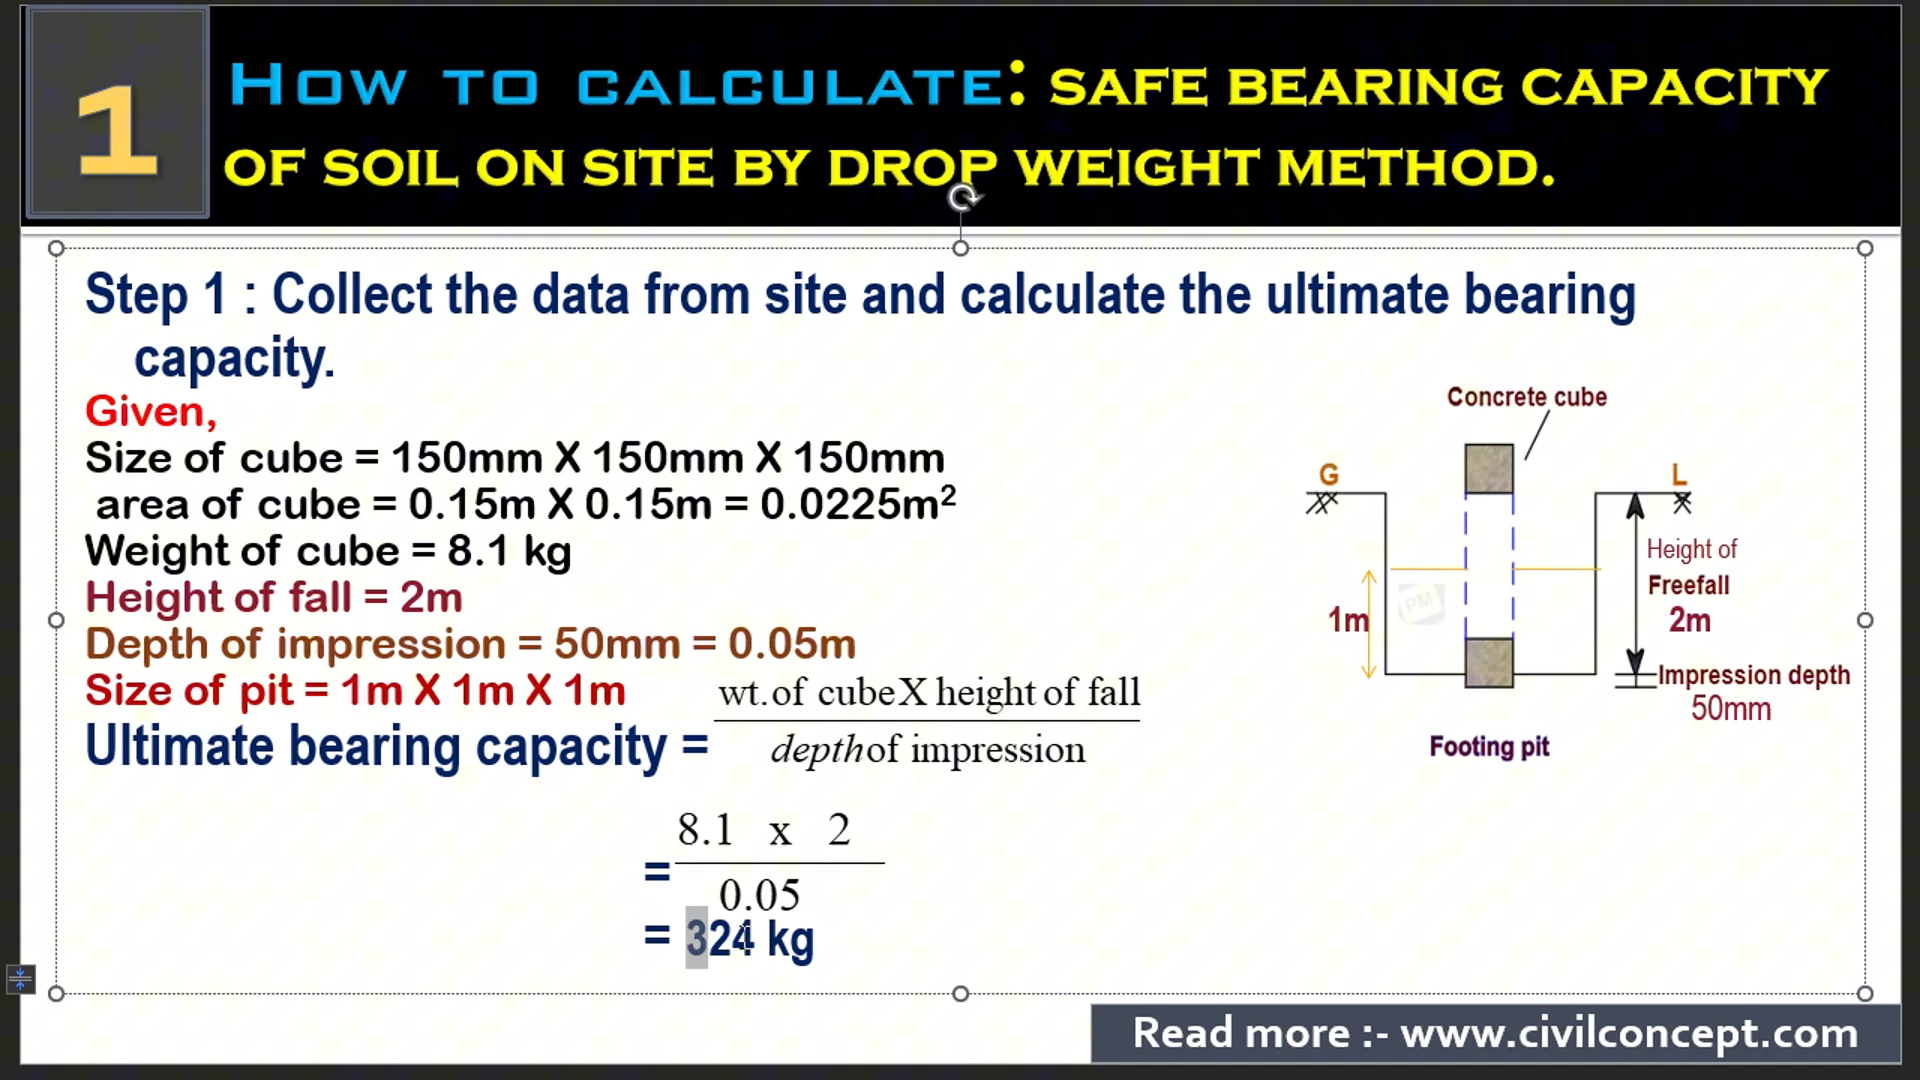 1
HOW TO CALCULATE: SAFE BEARING CAPACITY
OF SOIL ON SITE BY DROP WEIGHT METHOD.
Step 1 : Collect the data from site and calculate the ultimate bearing
capacity.
Given,
Size of cube = 150mm X 150mm X 150mm
area of cube = 0.15m X 0.15m = 0.0225m²
Weight of cube = 8.1 kg
Height of fall = 2m
Depth of impression = 50mm = 0.05m
Size of pit = 1m X 1m X 1m
Ultimate bearing capacity =
wt.of cubeX height of fall
depthof impression
=
8.1 x 2
0.05
= 324 kg
Concrete cube
G
L
Height of
Freefall
2m
1m
PM
Impression depth
50mm
Footing pit
Read more :- www.civilconcept.com